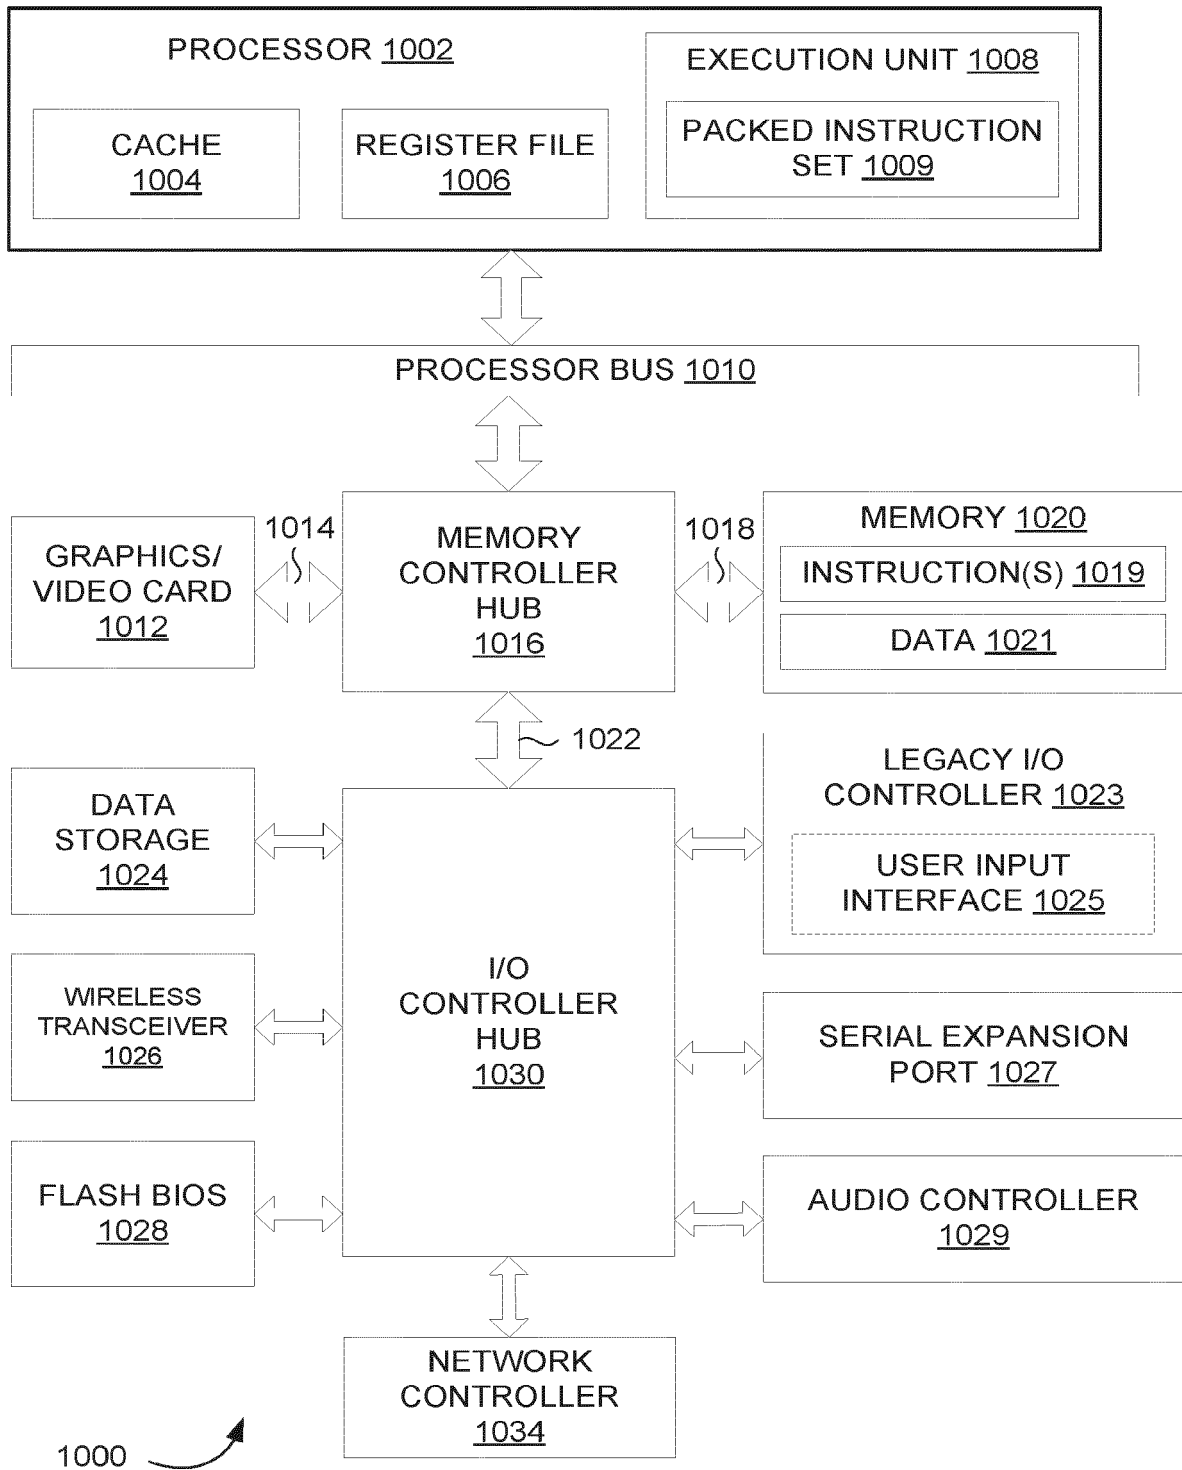 PROCESSOR 1002
EXECUTION UNIT 1008
CACHE
1004
REGISTER FILE
1006
PACKED INSTRUCTION
SET 1009
PROCESSOR BUS 1010
GRAPHICS/
VIDEO CARD
1012
1014
MEMORY
CONTROLLER
HUB
1016
1018
MEMORY 1020
INSTRUCTION(S) 1019
DATA 1021
1022
DATA
STORAGE
1024
LEGACY I/O
CONTROLLER 1023
USER INPUT
INTERFACE 1025
WIRELESS
TRANSCEIVER
1026
I/O
CONTROLLER
HUB
1030
SERIAL EXPANSION
PORT 1027
FLASH BIOS
1028
AUDIO CONTROLLER
1029
NETWORK
CONTROLLER
1034
1000